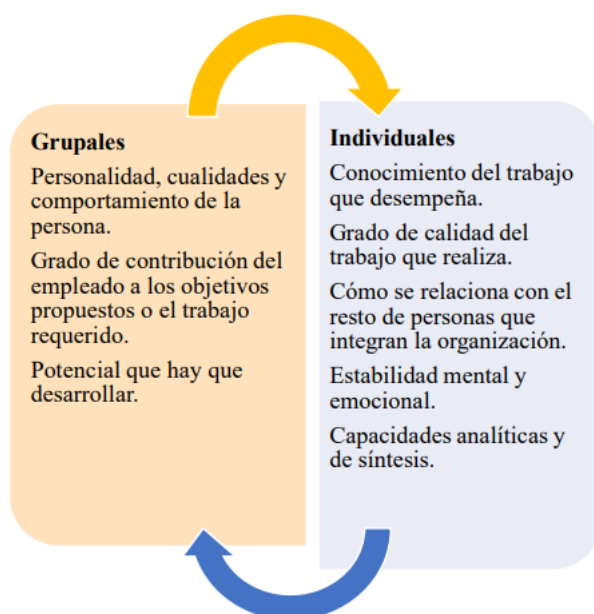 Grupales
Personalidad, cualidades y
comportamiento de la
persona.
Grado de contribución del
empleado a los objetivos
propuestos o el trabajo
requerido.
Potencial que hay que
desarrollar.
Individuales
Conocimiento del trabajo
que desempeña.
Grado de calidad del
trabajo que realiza.
Cómo se relaciona con el
resto de personas que
integran la organización.
Estabilidad mental y
emocional.
Capacidades analíticas y
de síntesis.